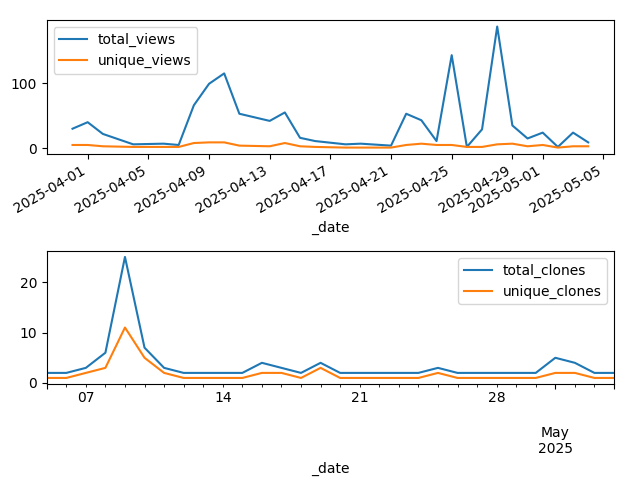 total_views
unique_views
100
0
2025-04-01
2025-04-05
2025-04-09
2025-04-13
2025-04-17
2025-04-21
2025-04-25
2025-04-29
2025-05-01
2025-05-05
_date
total_clones
unique_clones
20
10
0
07
14
21
28
May
2025
_date